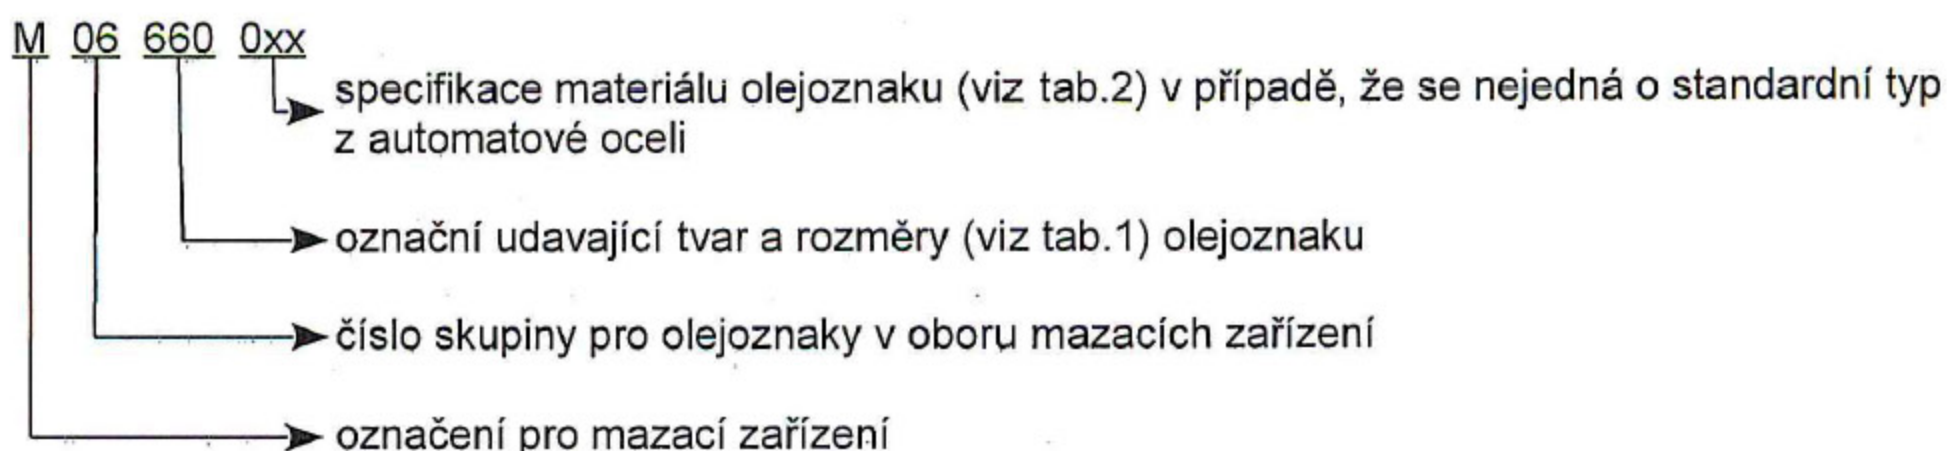 M 06 660 0xx
specifikace materiálu olejoznaku (viz tab.2) v případě, že se nejedná o standardní typ
z automatové oceli
označní udavající tvar a rozměry (viz tab.1) olejoznaku
číslo skupiny pro olejoznaky v oboru mazacích zařízení
označení pro mazací zařízení